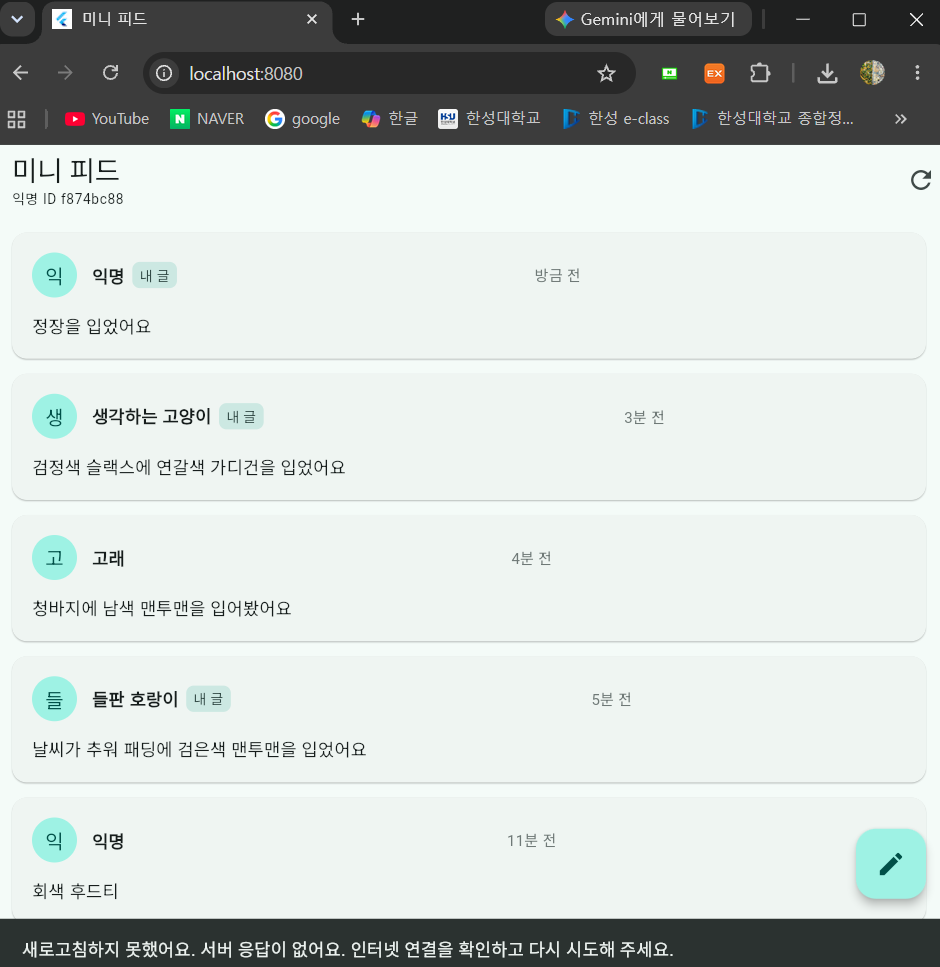 미니 피드
Gemini에게 물어보기
localhost:8080
N
EX
YouTube
N
NAVER
google
한글
HSU
한성대학교
한성 e-class
한성대학교 종합정...
미니 피드
익명 ID f874bc88
익
익명
내 글
방금 전
정장을 입었어요
생
생각하는 고양이
내 글
3분 전
검정색 슬랙스에 연갈색 가디건을 입었어요
고
고래
4분 전
청바지에 남색 맨투맨을 입어봤어요
들
들판 호랑이
내 글
5분 전
날씨가 추워 패딩에 검은색 맨투맨을 입었어요
익
익명
11분 전
회색 후드티
새로고침하지 못했어요. 서버 응답이 없어요. 인터넷 연결을 확인하고 다시 시도해 주세요.